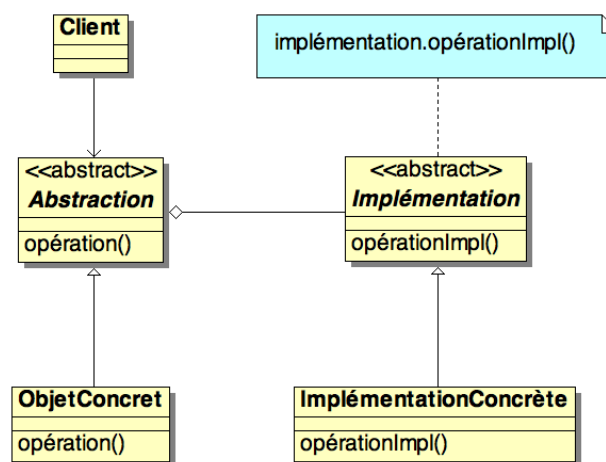 Client
implémentation.opérationImpl()
<<abstract>>
Abstraction
opération()
<<abstract>>
Implémentation
opérationImpl()
ObjetConcret
opération()
ImplémentationConcrète
opérationImpl()